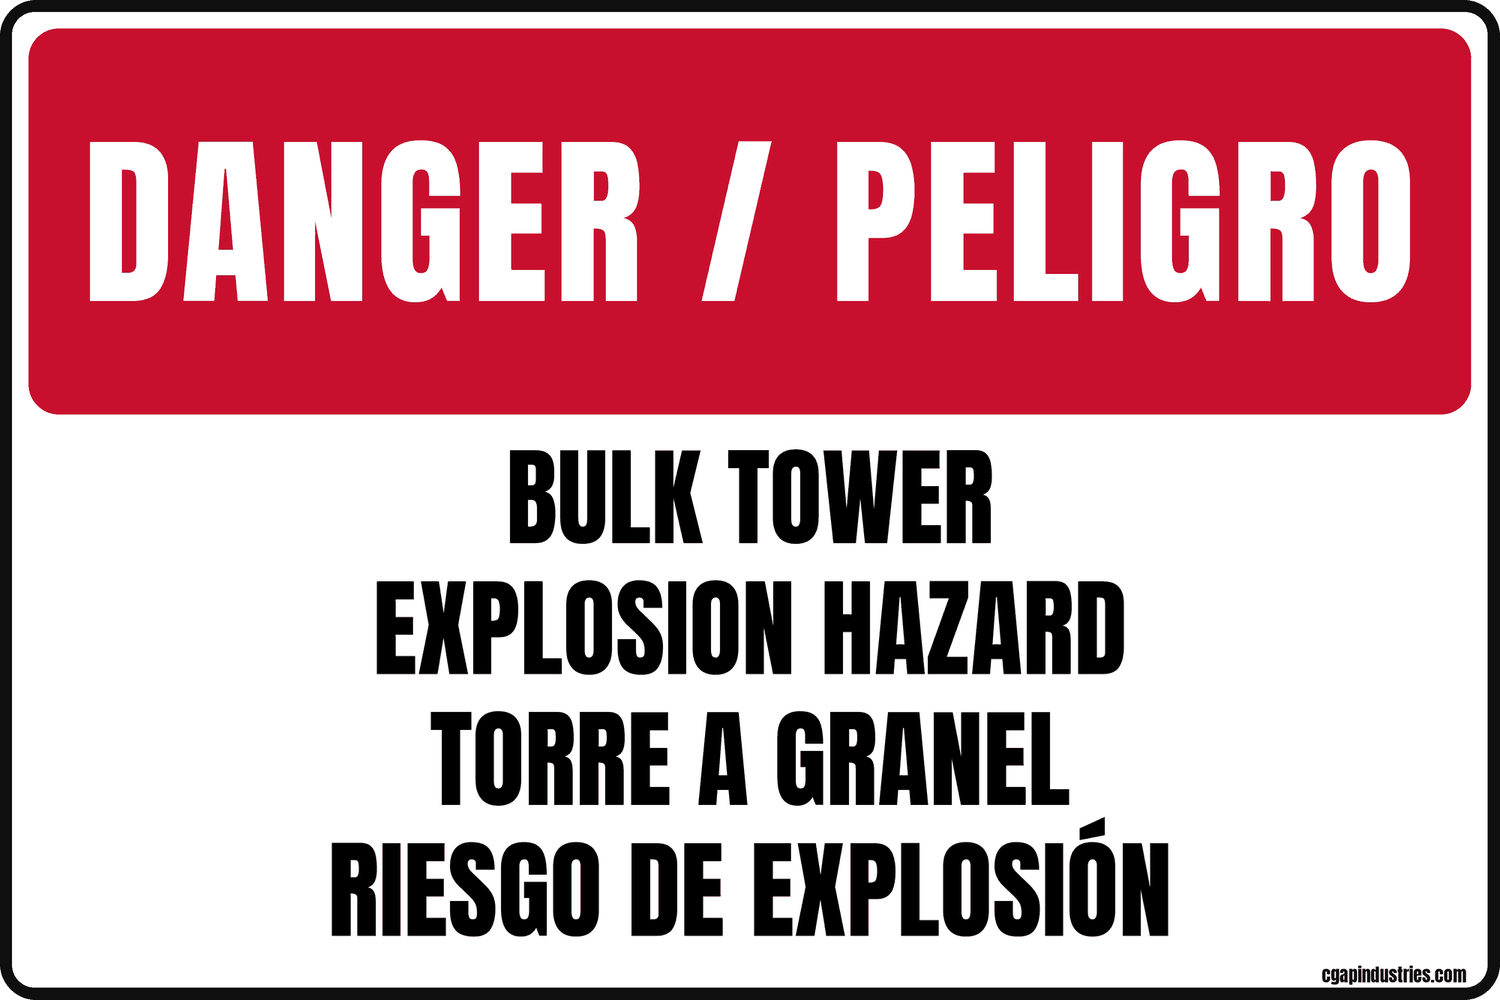 DANGER / PELIGRO
BULK TOWER
EXPLOSION HAZARD
TORRE A GRANEL
RIESGO DE EXPLOSIÓN
cgapindustries.com